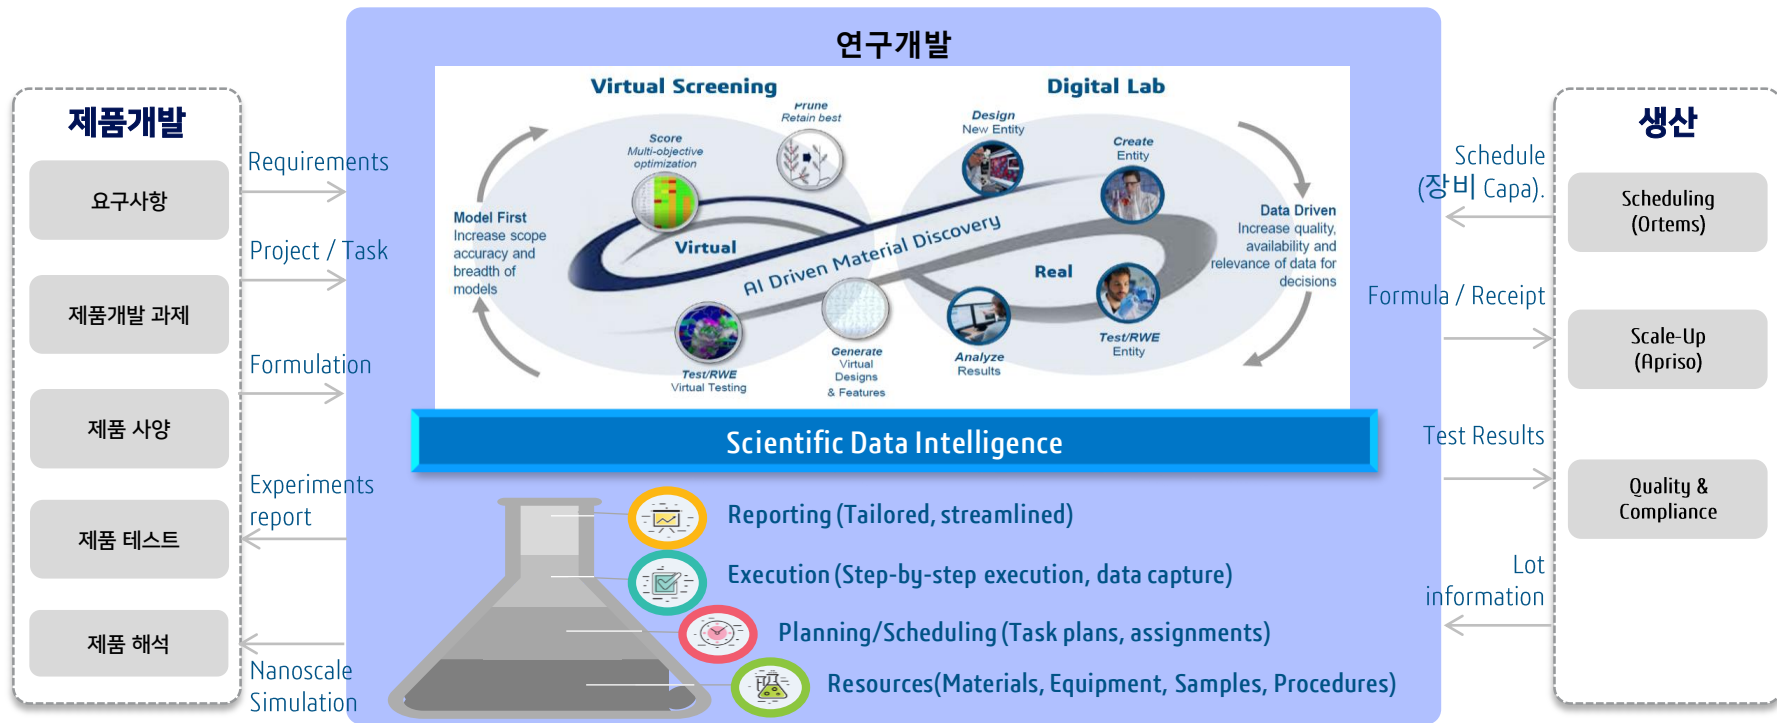 연구개발
제품개발
요구사항
제품개발 과제
제품 사양
제품 테스트
제품 해석
Requirements
Project / Task
Formulation
Experiments
report
Nanoscale
Simulation
Virtual Screening
Digital Lab
Prune
Retain best
Score
Multi-objective
optimization
Design
New Entity
Create
Entity
Model First
Increase scope
accuracy and
breadth of
models
Virtual
AI Driven Material Discovery
Real
Data Driven
Increase quality,
availability and
relevance of data for
decisions
Test/RWE
Virtual Testing
Generate
Virtual
Designs
& Features
Analyze
Results
Test/RWE
Entity
Scientific Data Intelligence
Reporting (Tailored, streamlined)
Execution (Step-by-step execution, data capture)
Planning/Scheduling (Task plans, assignments)
Resources(Materials, Equipment, Samples, Procedures)
Schedule
(장비 Capa).
Formula / Receipt
Test Results
Lot
information
생산
Scheduling
(Ortems)
Scale-Up
(Apriso)
Quality &
Compliance